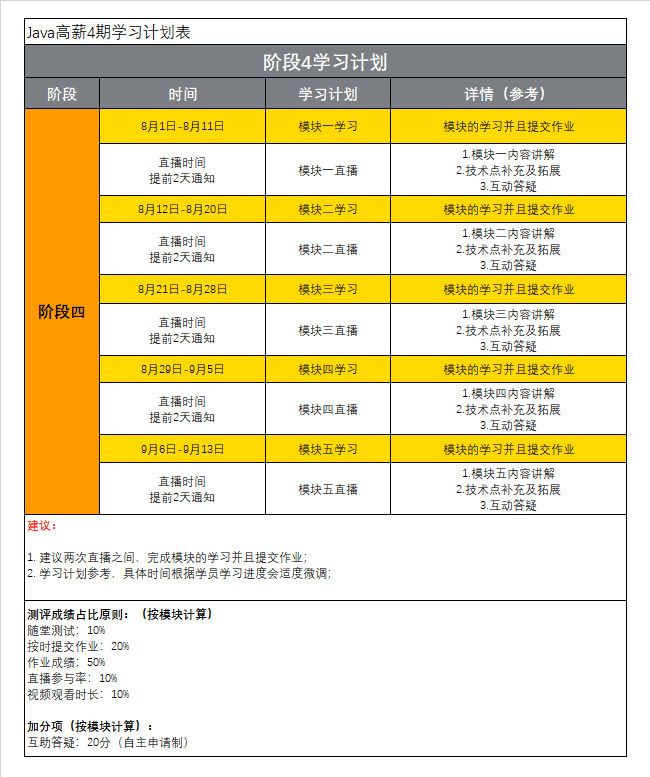 Java高薪4期学习计划表
阶段4学习计划
阶段 时间 学习计划 详情（参考）
阶段四
8月1日-8月11日 模块一学习 模块的学习并且提交作业
直播时间
提前2天通知
模块一直播
1.模块一内容讲解
2.技术点补充及拓展
3.互动答疑
8月12日-8月20日 模块二学习 模块的学习并且提交作业
直播时间
提前2天通知
模块二直播
1.模块二内容讲解
2.技术点补充及拓展
3.互动答疑
8月21日-8月28日 模块三学习 模块的学习并且提交作业
直播时间
提前2天通知
模块三直播
1.模块三内容讲解
2.技术点补充及拓展
3.互动答疑
8月29日-9月5日 模块四学习 模块的学习并且提交作业
直播时间
提前2天通知
模块四直播
1.模块四内容讲解
2.技术点补充及拓展
3.互动答疑
9月6日-9月13日 模块五学习 模块的学习并且提交作业
直播时间
提前2天通知
模块五直播
1.模块五内容讲解
2.技术点补充及拓展
3.互动答疑
建议：
1. 建议两次直播之间，完成模块的学习并且提交作业；
2. 学习计划参考，具体时间根据学员学习进度会适度微调；
测评成绩占比原则：（按模块计算）
随堂测试：10%
按时提交作业：20%
作业成绩：50%
直播参与率：10%
视频观看时长：10%
加分项（按模块计算）：
互助答疑：20分（自主申请制）